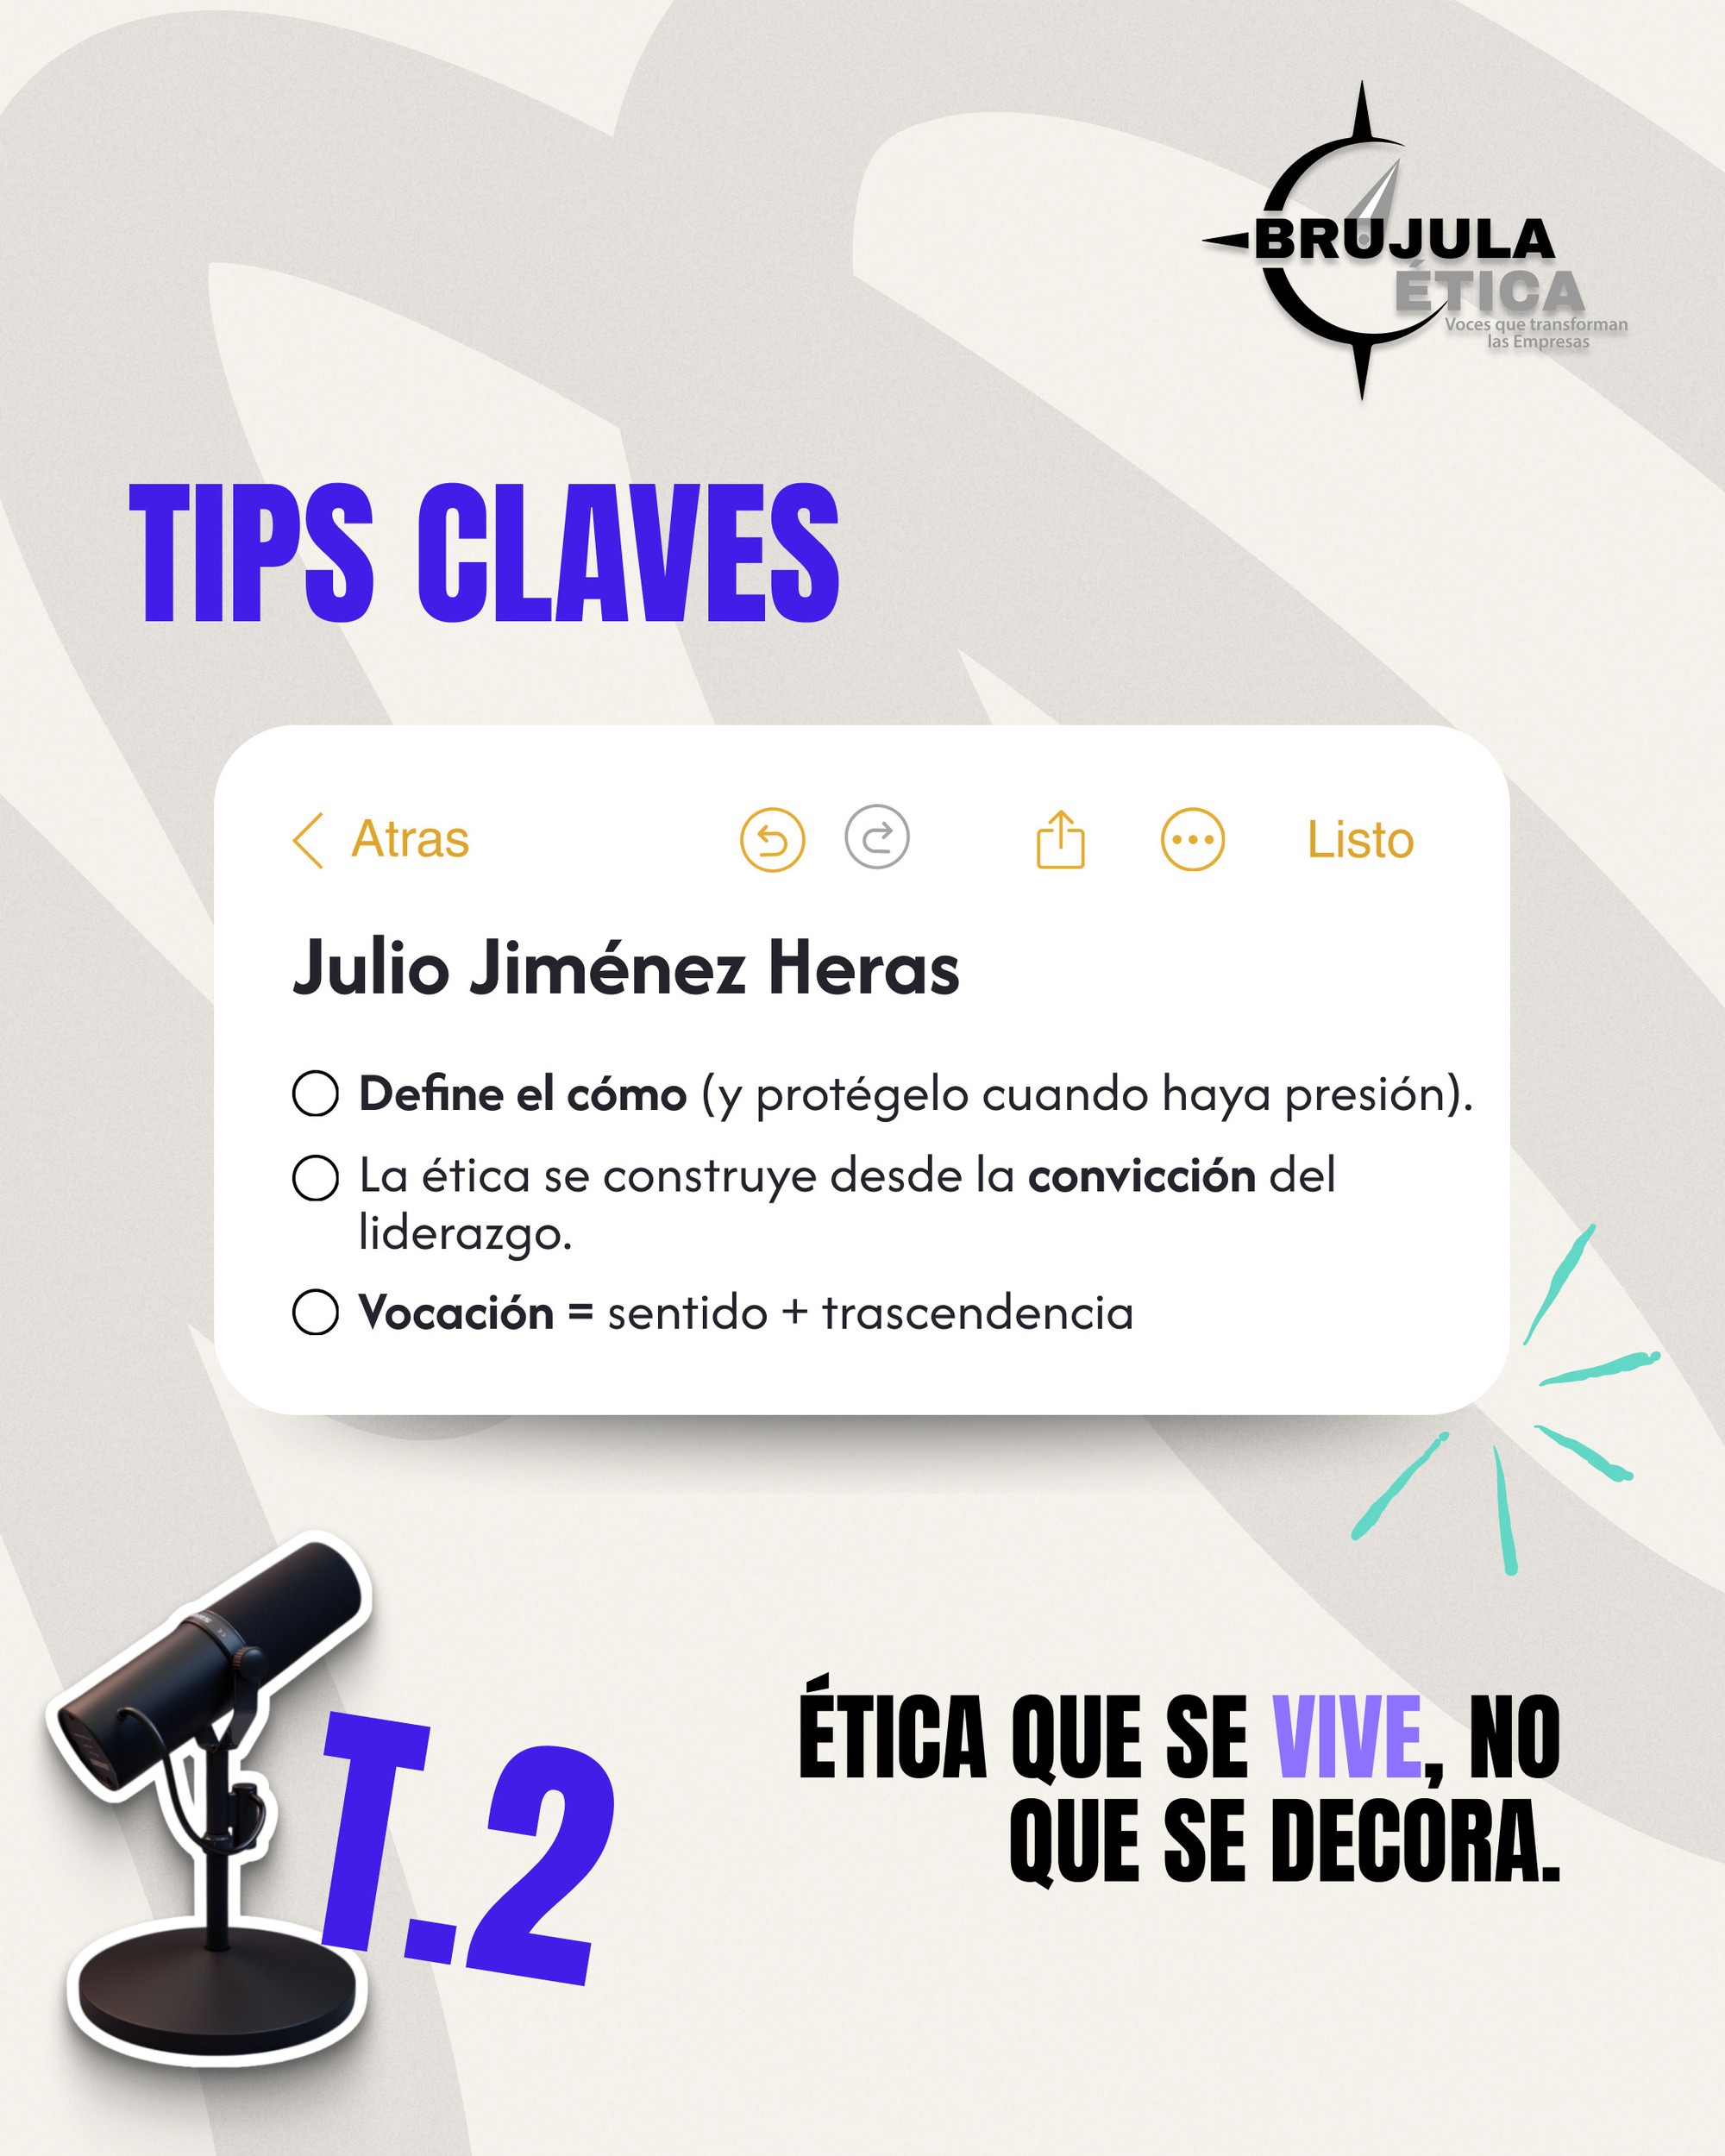 BRUJULA
ÉTICA
Voces que transforman
las Empresas
TIPS CLAVES
Atras
Listo
Julio Jiménez Heras
Define el cómo (y protégelo cuando haya presión).
La ética se construye desde la convicción del
liderazgo.
Vocación = sentido + trascendencia
T.2
ÉTICA QUE SE VIVE, NO
QUE SE DECORA.